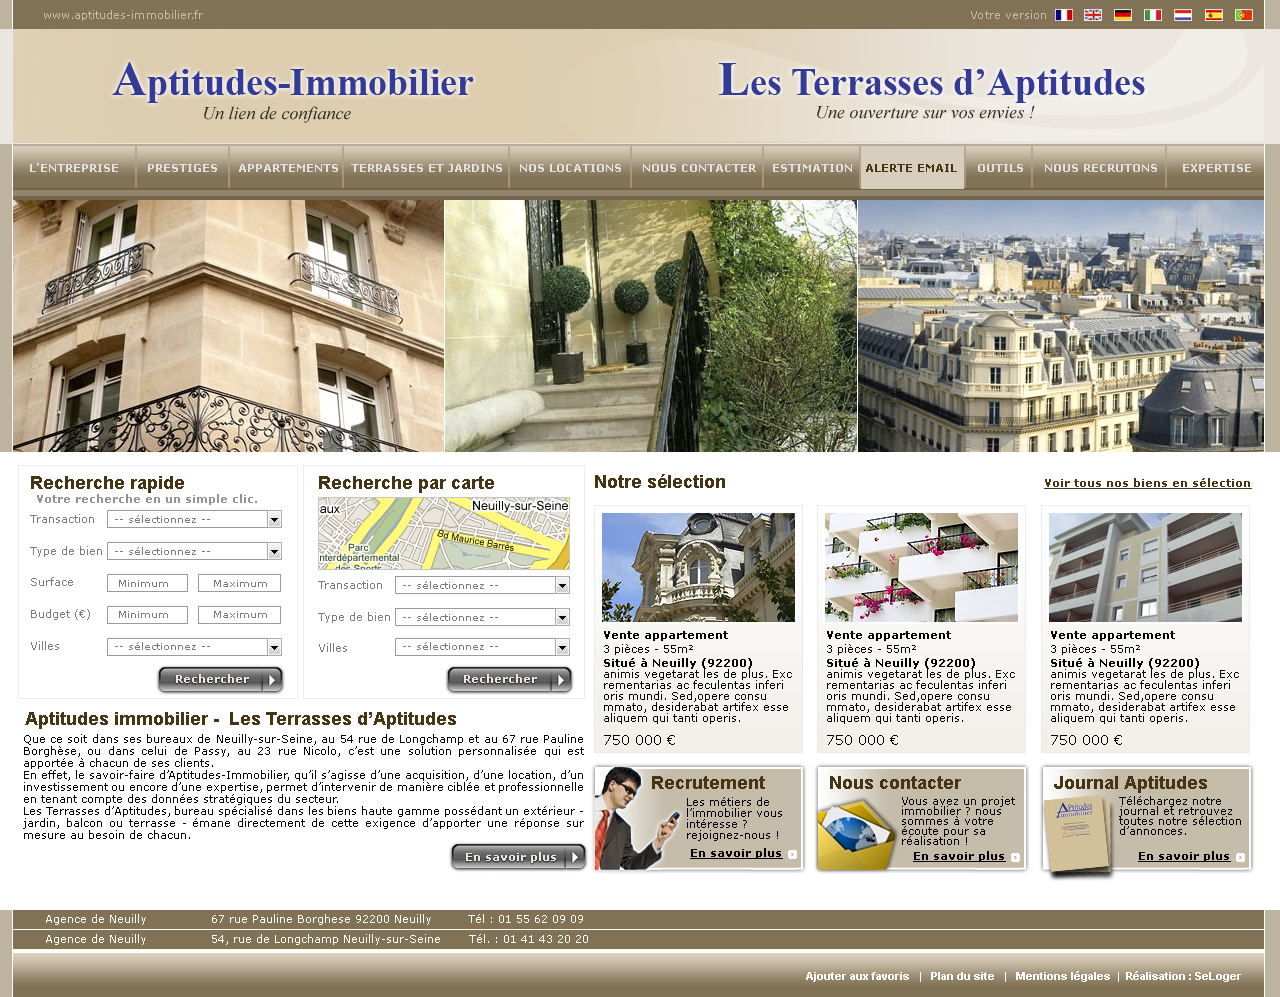 www.aptitudes-immobilier.fr
Votre version
Aptitudes-Immobilier
Un lien de confiance
Les Terrasses d'Aptitudes
Une ouverture sur vos envies !
L'ENTREPRISE PRESTIGES APPARTEMENTS TERRASSES ET JARDINS NOS LOCATIONS NOUS CONTACTER ESTIMATION ALERTE EMAIL OUTILS NOUS RECRUTONS EXPERTISE
Recherche rapide
Votre recherche en un simple clic.
Transaction -- sélectionnez --
Type de bien -- sélectionnez --
Surface Minimum Maximum
Budget (€) Minimum Maximum
Villes -- sélectionnez --
Rechercher
Recherche par carte
aux Neuilly-sur-Seine
Bd Maurice Barrès
Parc
nterdépartemental
des Sports
Transaction -- sélectionnez --
Type de bien -- sélectionnez --
Villes -- sélectionnez --
Rechercher
Notre sélection
Voir tous nos biens en sélection
Vente appartement
3 pièces - 55m²
Situé à Neuilly (92200)
animis vegetarat les de plus. Exc
rementarias ac feculentas inferi
oris mundi. Sed,opere consu
mmato, desiderabat artifex esse
aliquem qui tanti operis.
750 000 €
Vente appartement
3 pièces - 55m²
Situé à Neuilly (92200)
animis vegetarat les de plus. Exc
rementarias ac feculentas inferi
oris mundi. Sed,opere consu
mmato, desiderabat artifex esse
aliquem qui tanti operis.
750 000 €
Vente appartement
3 pièces - 55m²
Situé à Neuilly (92200)
animis vegetarat les de plus. Exc
rementarias ac feculentas inferi
oris mundi. Sed,opere consu
mmato, desiderabat artifex esse
aliquem qui tanti operis.
750 000 €
Aptitudes immobilier - Les Terrasses d'Aptitudes
Que ce soit dans ses bureaux de Neuilly-sur-Seine, au 54 rue de Longchamp et au 67 rue Pauline
Borghèse, ou dans celui de Passy, au 23 rue Nicolo, c'est une solution personnalisée qui est
apportée à chacun de ses clients.
En effet, le savoir-faire d'Aptitudes-Immobilier, qu'il s'agisse d'une acquisition, d'une location, d'un
investissement ou encore d'une expertise, permet d'intervenir de manière ciblée et professionnelle
en tenant compte des données stratégiques du secteur.
Les Terrasses d'Aptitudes, bureau spécialisé dans les biens haute gamme possédant un extérieur -
jardin, balcon ou terrasse - émane directement de cette exigence d'apporter une réponse sur
mesure au besoin de chacun.
En savoir plus
Recrutement
Les métiers de
l'immobilier vous
intéresse ?
rejoignez-nous !
En savoir plus
Nous contacter
Vous avez un projet
immobilier ? nous
sommes à votre
écoute pour sa
réalisation !
En savoir plus
Journal Aptitudes
Aptitudes
Immobilier
Téléchargez notre
journal et retrouvez
toutes notre sélection
d'annonces.
En savoir plus
Agence de Neuilly 67 rue Pauline Borghese 92200 Neuilly Tél : 01 55 62 09 09
Agence de Neuilly 54, rue de Longchamp Neuilly-sur-Seine Tél. : 01 41 43 20 20
Ajouter aux favoris | Plan du site | Mentions légales | Réalisation : SeLoger